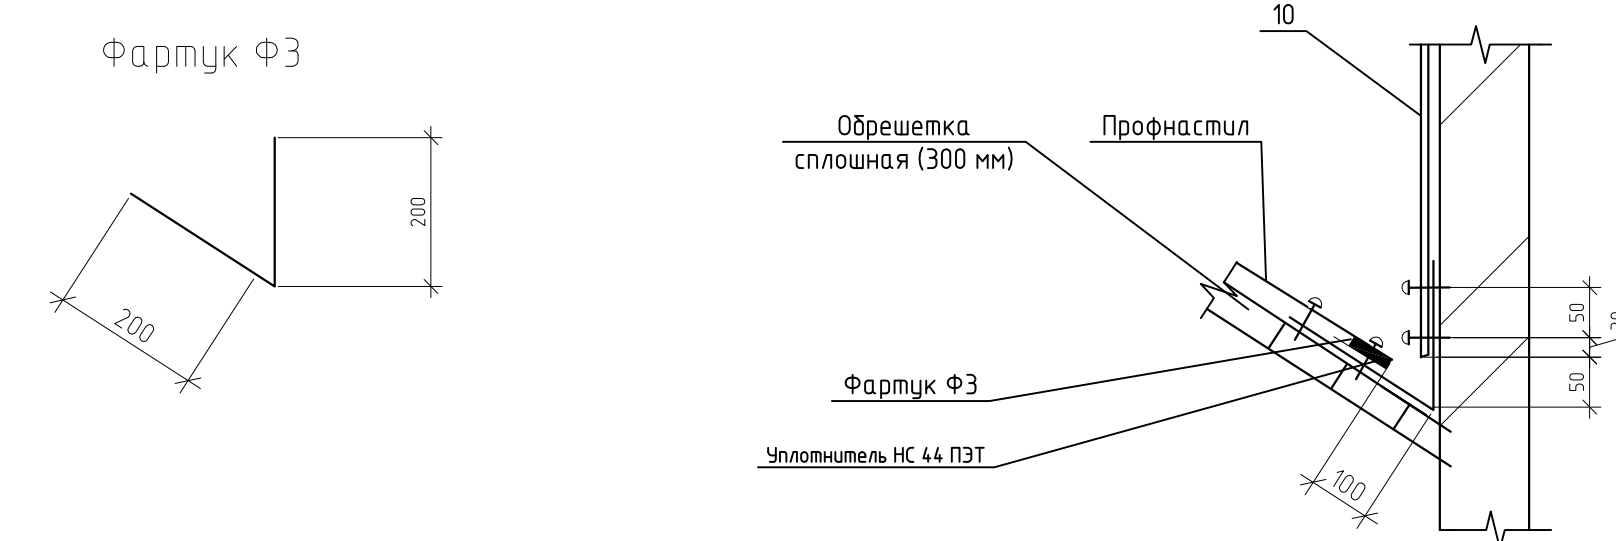 Фартук Ф3
200
200
10
Обрешетка
сплошная (300 мм)
Профнастил
50
50
Фартук Ф3
Уплотнитель НС 44 ПЭТ
100